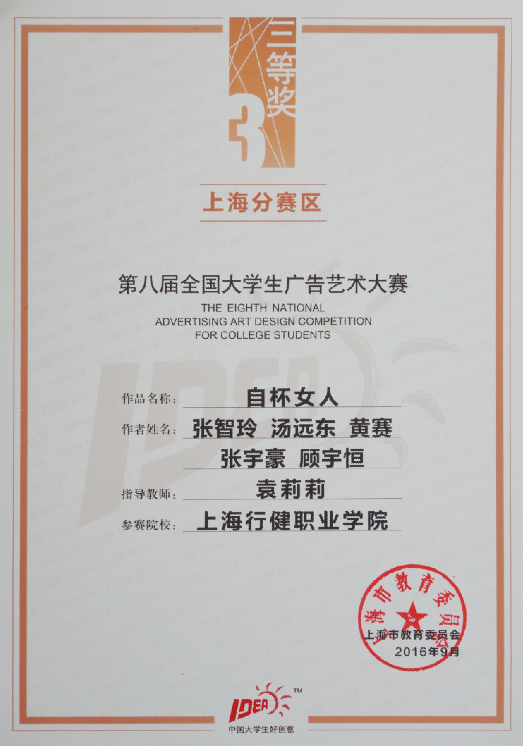 三等奖
3
上海分赛区
第八届全国大学生广告艺术大赛
THE EIGHTH NATIONAL
ADVERTISING ART DESIGN COMPETITION
FOR COLLEGE STUDENTS
作品名称: 自杯女人
作者姓名: 张智玲 汤远东 黄赛
张宇豪 顾宇恒
指导教师: 袁莉莉
参赛院校: 上海行健职业学院
上海市教育委员会
上海市教育委员会
2016年9月
IDEA™
中国大学生好创意